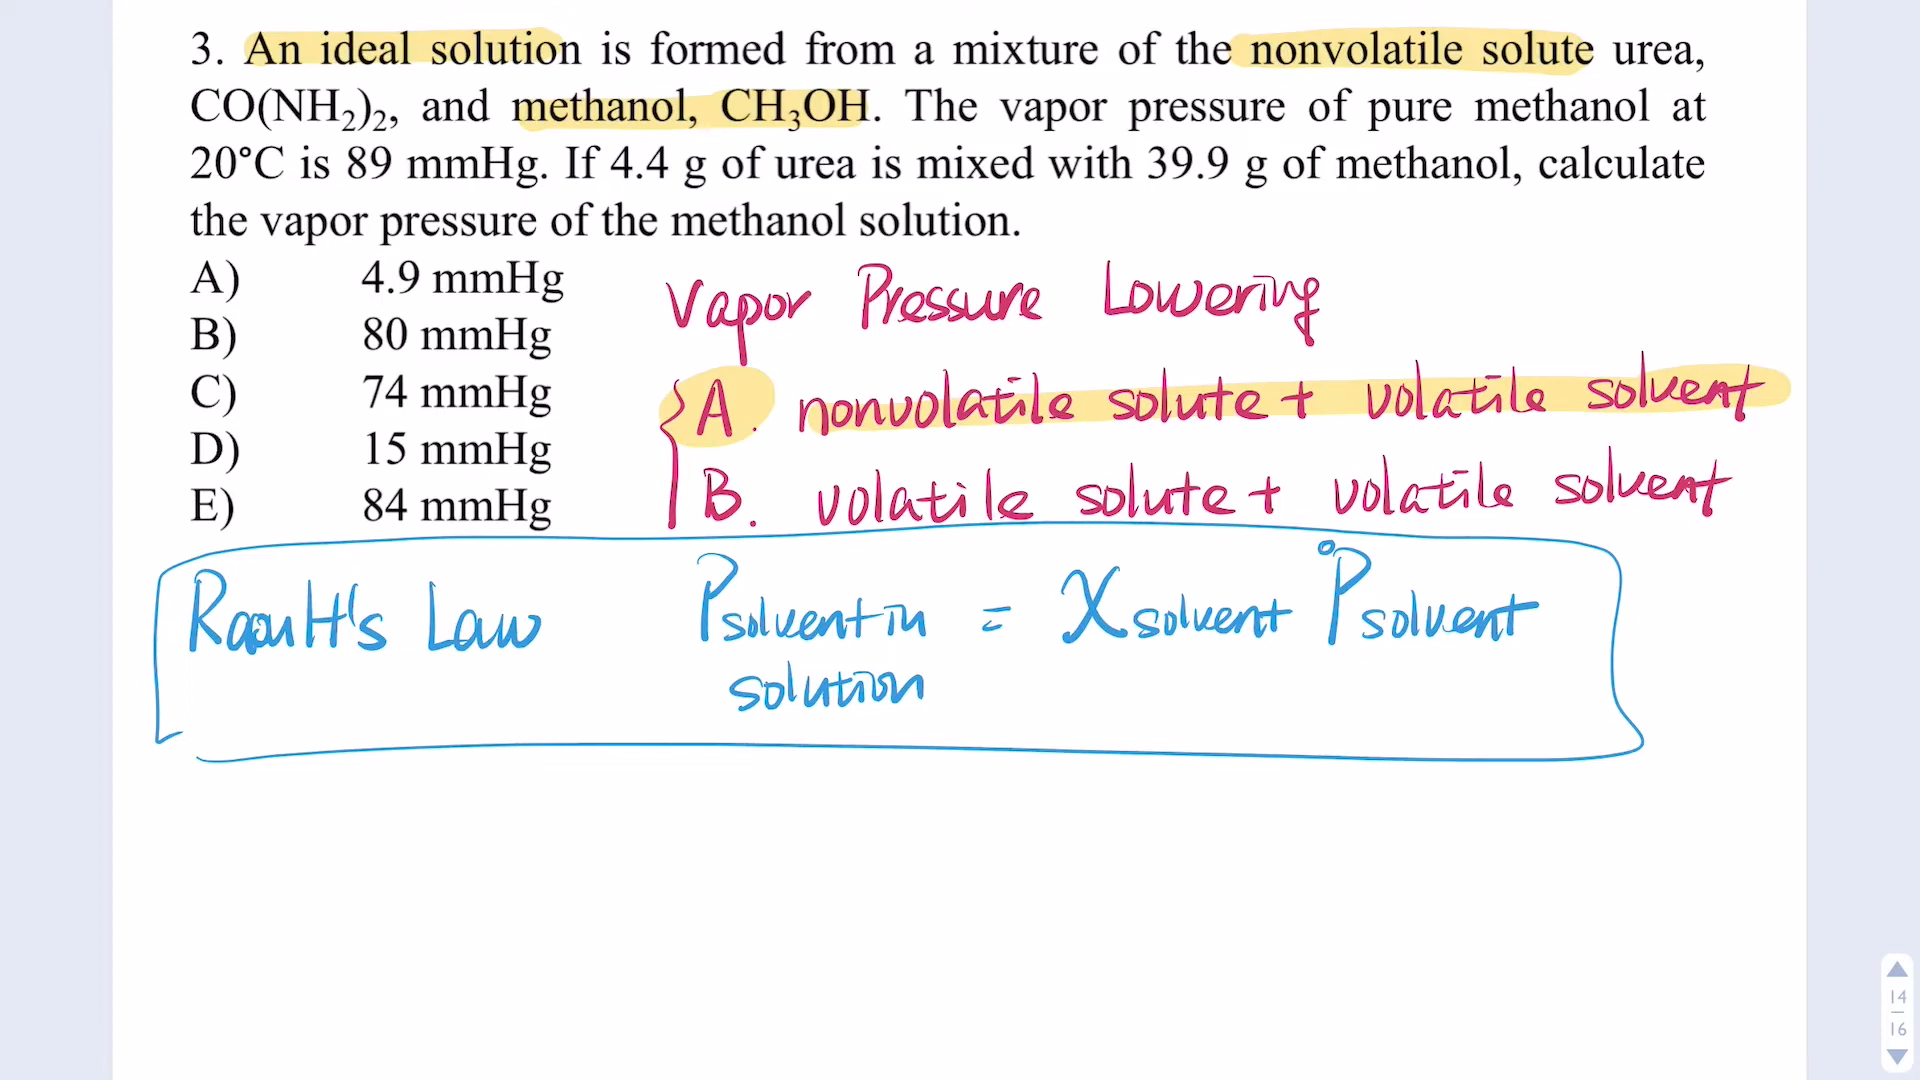 3. An ideal solution is formed from a mixture of the nonvolatile solute urea,
CO(NH₂)₂, and methanol, CH₃OH. The vapor pressure of pure methanol at
20°C is 89 mmHg. If 4.4 g of urea is mixed with 39.9 g of methanol, calculate
the vapor pressure of the methanol solution.
A) 4.9 mmHg
B) 80 mmHg
C) 74 mmHg
D) 15 mmHg
E) 84 mmHg
Vapor Pressure Lowering
A. nonvolatile solute + volatile solvent
B. volatile solute + volatile solvent
Raoult's Law P solvent in solution = X solvent P° solvent
14
16